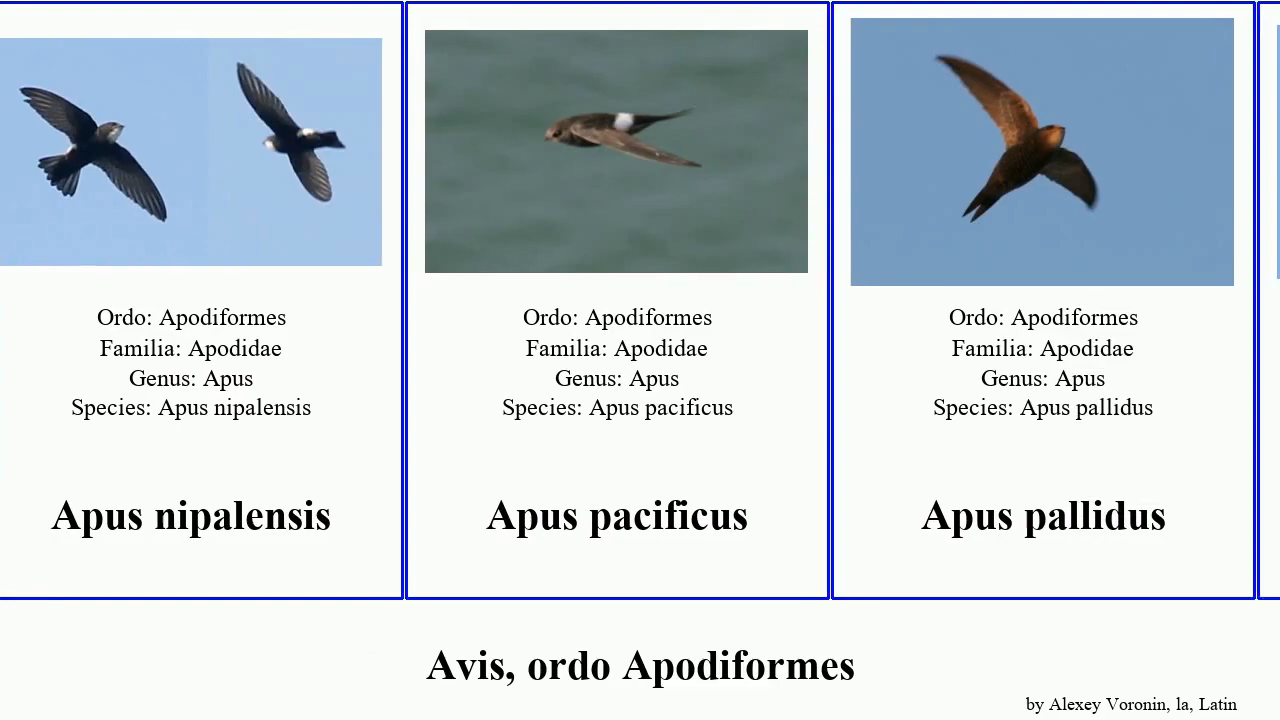 Ordo: Apodiformes
Familia: Apodidae
Genus: Apus
Species: Apus nipalensis
Apus nipalensis
Ordo: Apodiformes
Familia: Apodidae
Genus: Apus
Species: Apus pacificus
Apus pacificus
Ordo: Apodiformes
Familia: Apodidae
Genus: Apus
Species: Apus pallidus
Apus pallidus
Avis, ordo Apodiformes
by Alexey Voronin, la, Latin